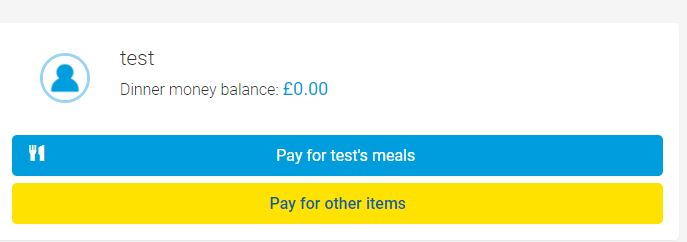 test
Dinner money balance: £0.00
Pay for test's meals
Pay for other items